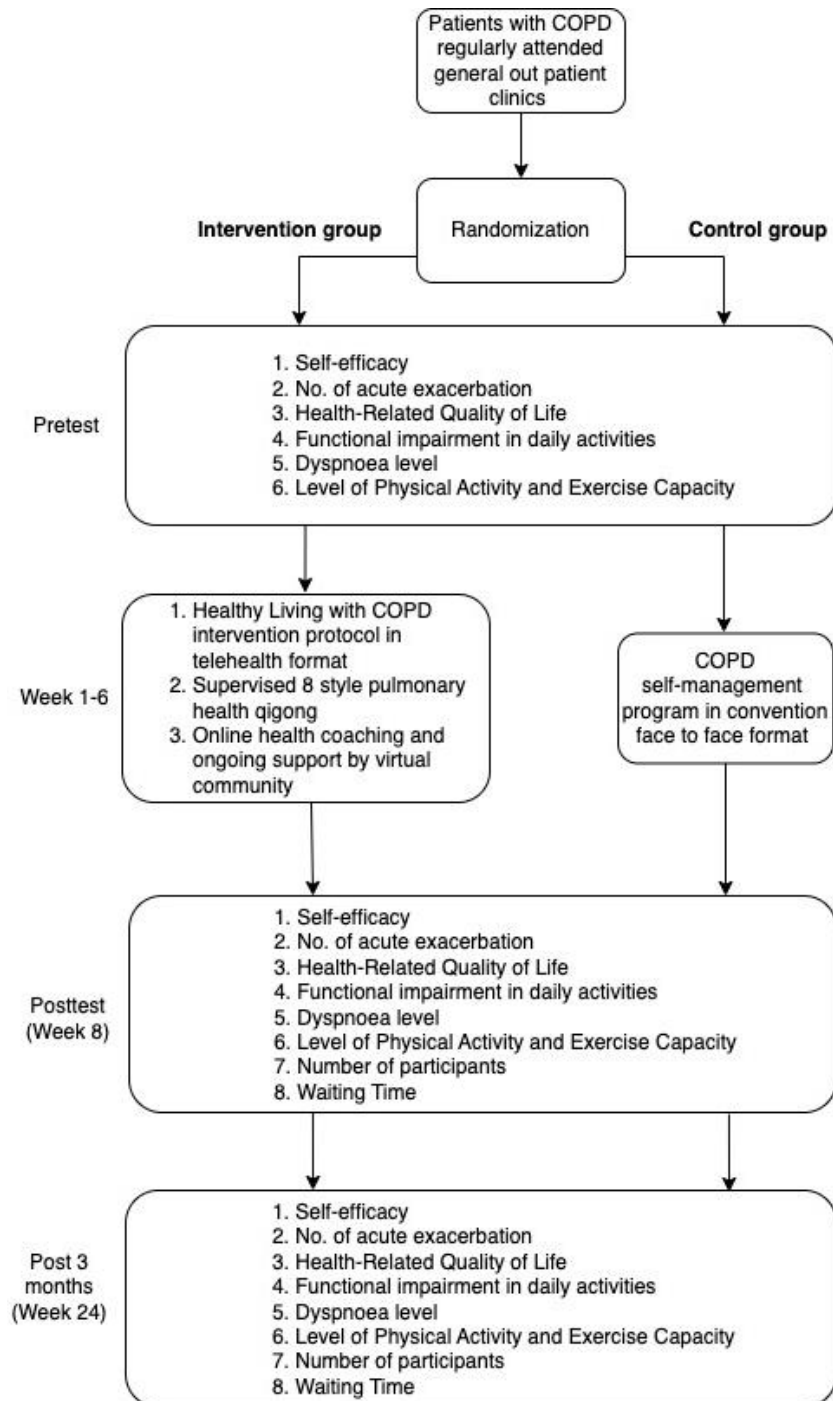 Patients with COPD
regularly attended
general out patient
clinics
Intervention group
Randomization
Control group
Pretest
1. Self-efficacy
2. No. of acute exacerbation
3. Health-Related Quality of Life
4. Functional impairment in daily activities
5. Dyspnoea level
6. Level of Physical Activity and Exercise Capacity
Week 1-6
1. Healthy Living with COPD
intervention protocol in
telehealth format
2. Supervised 8 style pulmonary
health qigong
3. Online health coaching and
ongoing support by virtual
community
COPD
self-management
program in convention
face to face format
Posttest
(Week 8)
1. Self-efficacy
2. No. of acute exacerbation
3. Health-Related Quality of Life
4. Functional impairment in daily activities
5. Dyspnoea level
6. Level of Physical Activity and Exercise Capacity
7. Number of participants
8. Waiting Time
Post 3
months
(Week 24)
1. Self-efficacy
2. No. of acute exacerbation
3. Health-Related Quality of Life
4. Functional impairment in daily activities
5. Dyspnoea level
6. Level of Physical Activity and Exercise Capacity
7. Number of participants
8. Waiting Time